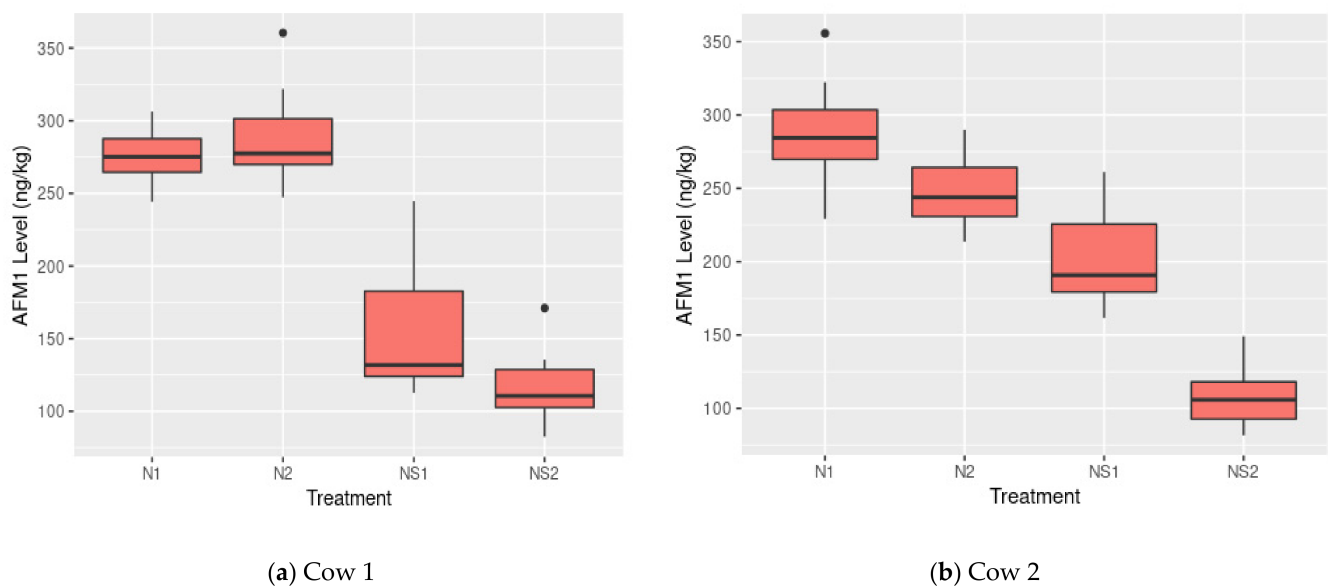 350
300
250
200
150
100
AFM1 Level (ng/kg)
N1 N2 NS1 NS2
Treatment
(a) Cow 1
350
300
250
200
150
100
AFM1 Level (ng/kg)
N1 N2 NS1 NS2
Treatment
(b) Cow 2